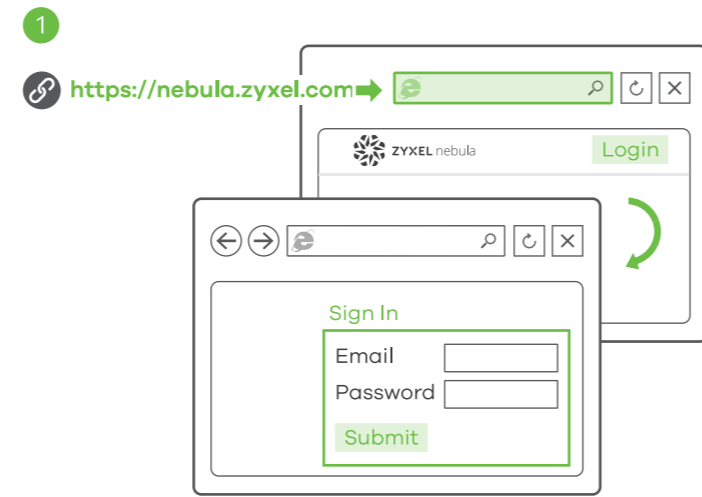 1
https://nebula.zyxel.com
ZYXEL nebula
Login
Sign In
Email
Password
Submit